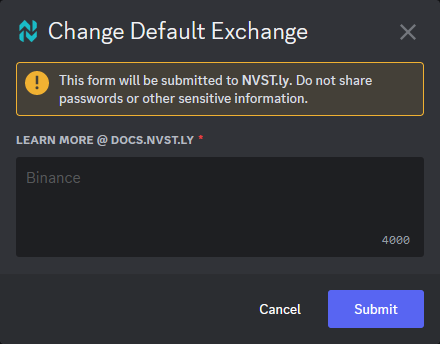 Change Default Exchange
This form will be submitted to NVST.ly. Do not share
passwords or other sensitive information.
LEARN MORE @ DOCS.NVST.LY *
Binance
4000
Cancel
Submit